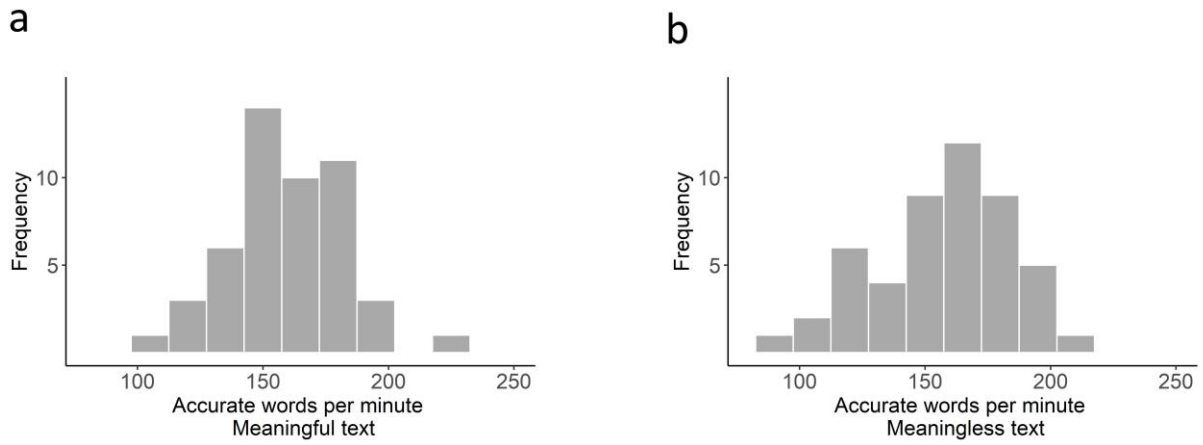 a
Frequency
10
5
100 150 200 250
Accurate words per minute
Meaningful text
b
Frequency
10
5
100 150 200 250
Accurate words per minute
Meaningless text